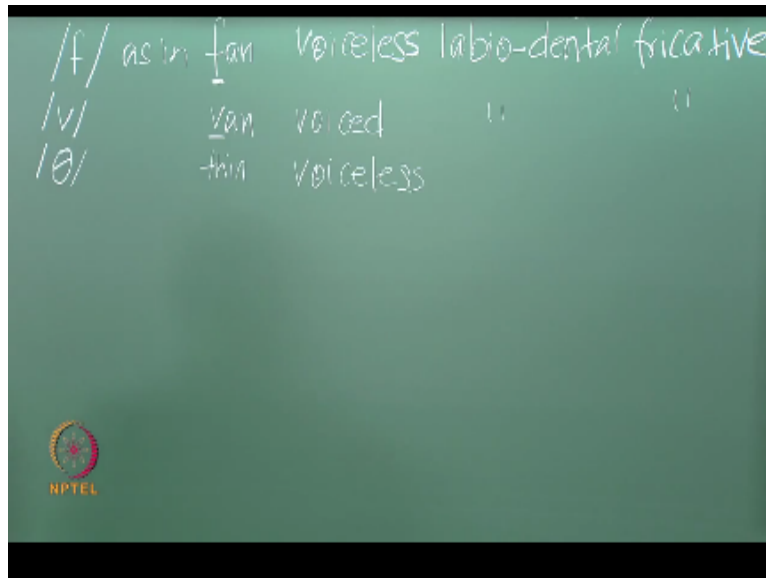 /f/ as in fan voiceless labio-dental fricative
/v/ van voiced " "
/θ/ thin voiceless
NPTEL